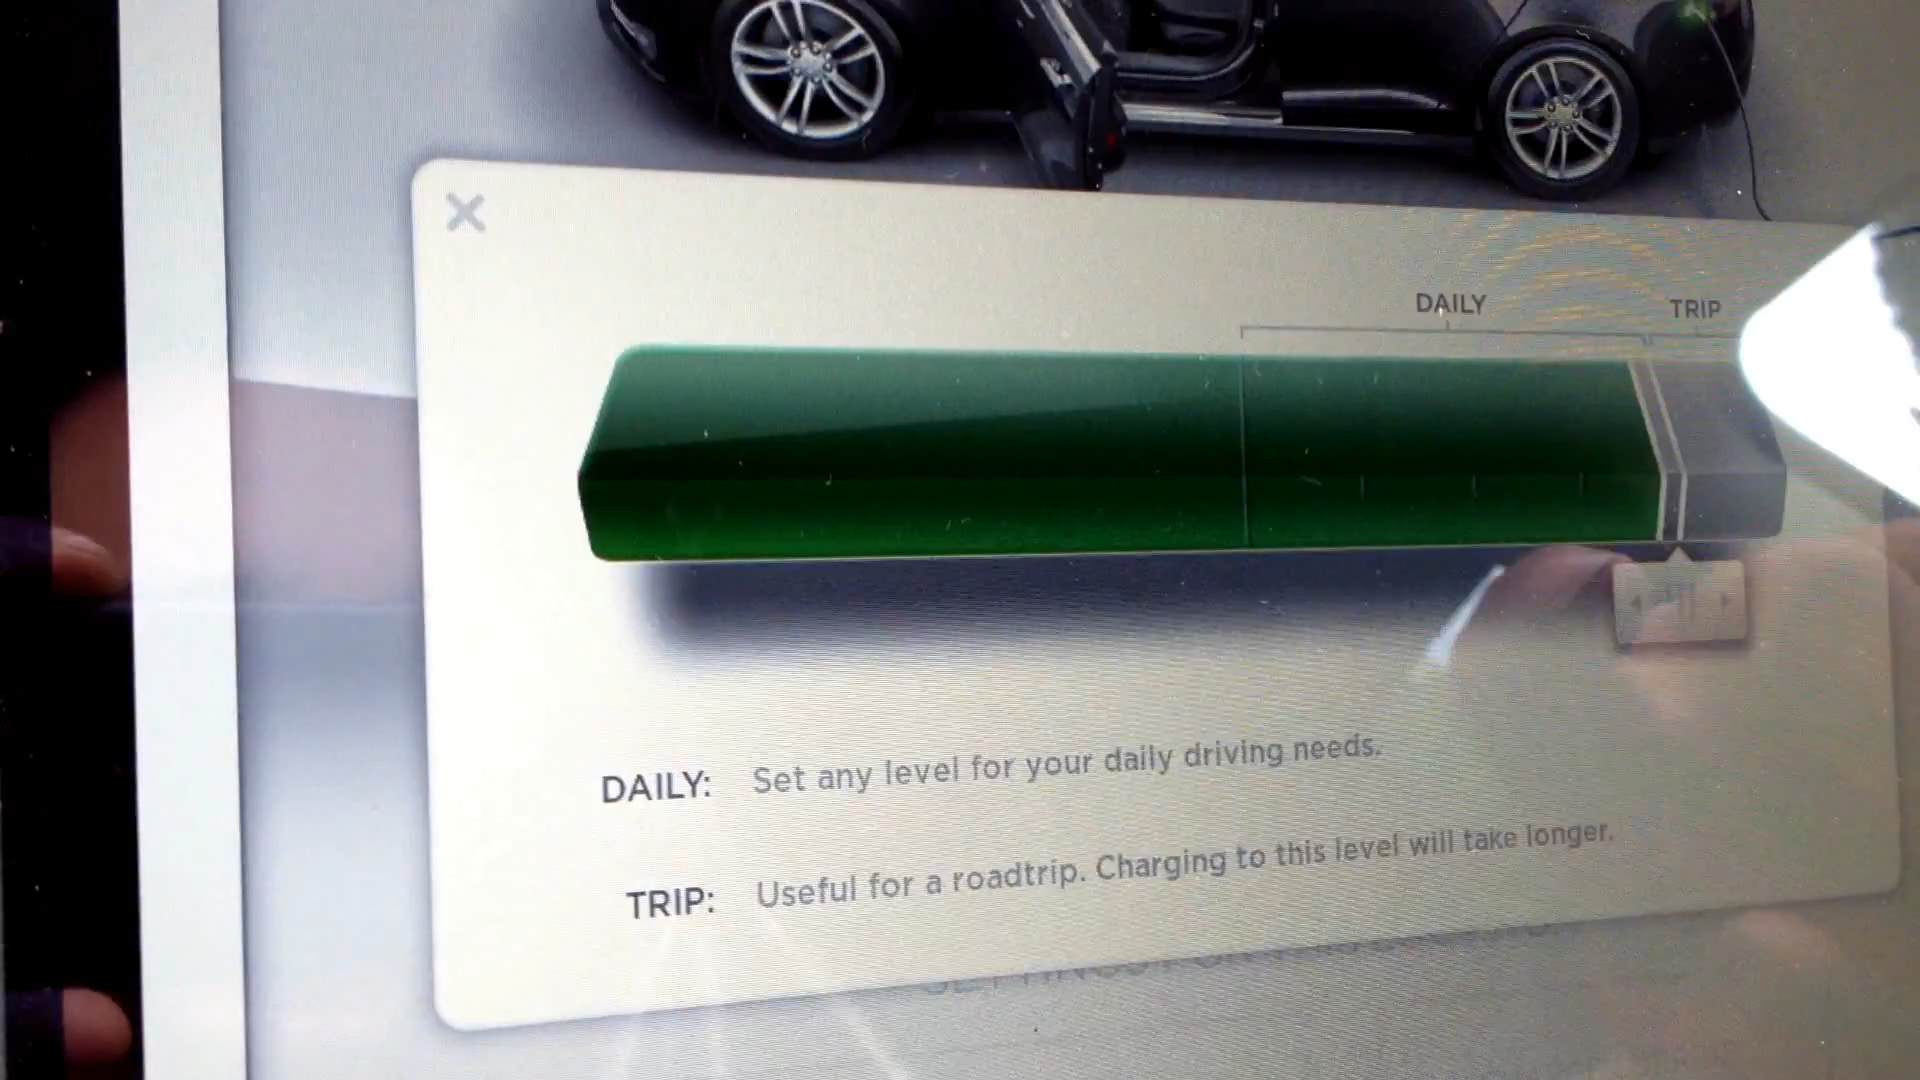 DAILY
TRIP
DAILY: Set any level for your daily driving needs.
TRIP: Useful for a roadtrip. Charging to this level will take longer.